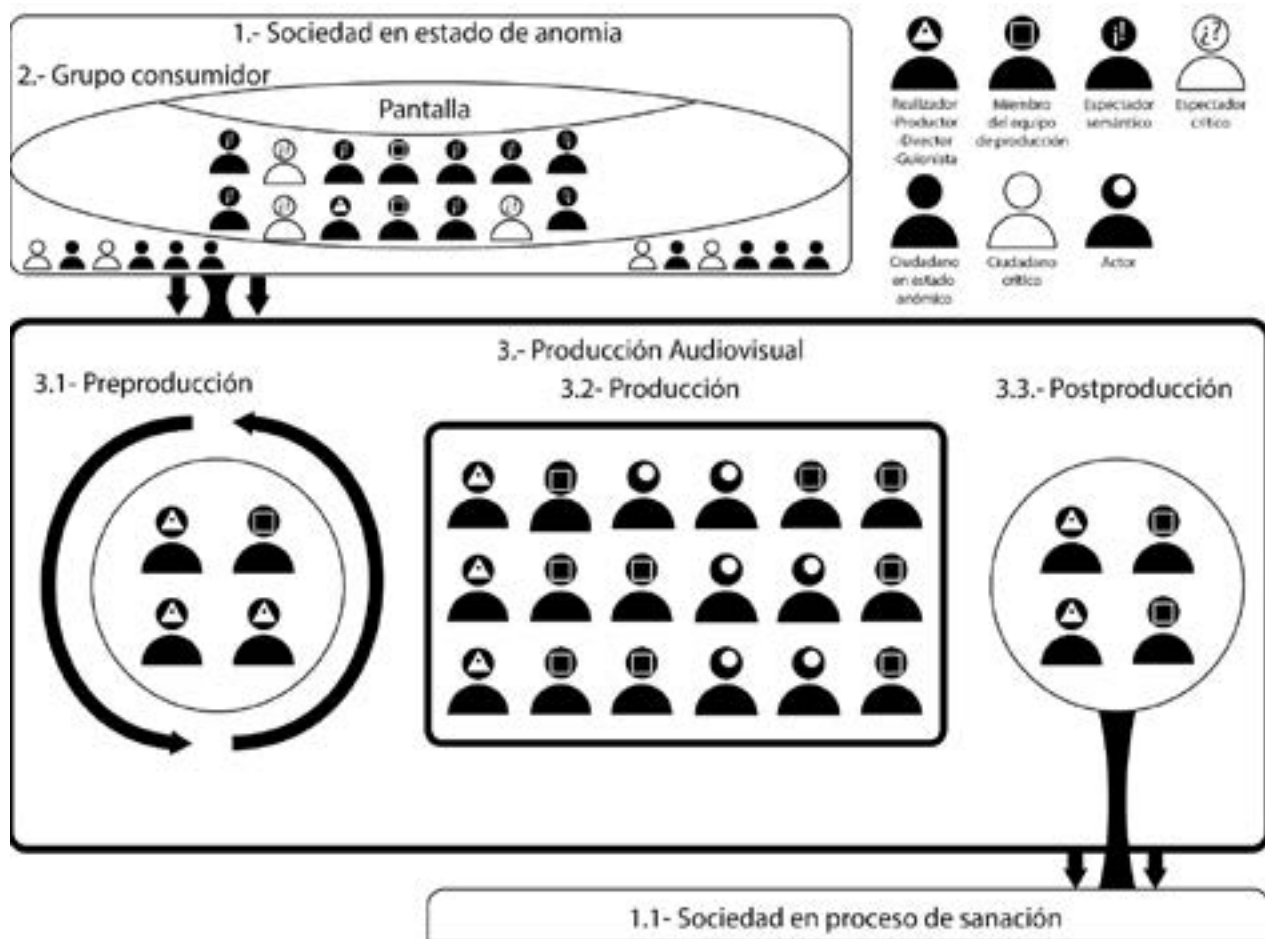 1.- Sociedad en estado de anomia
2.- Grupo consumidor
Pantalla
Realizador
-Productor
-Director
-Guionista
Miembro
del equipo
de producción
Espectador
semántico
Espectador
crítico
Ciudadano
en estado
anómico
Ciudadano
crítico
Actor
3.- Producción Audiovisual
3.1- Preproducción
3.2- Producción
3.3.- Postproducción
1.1- Sociedad en proceso de sanación